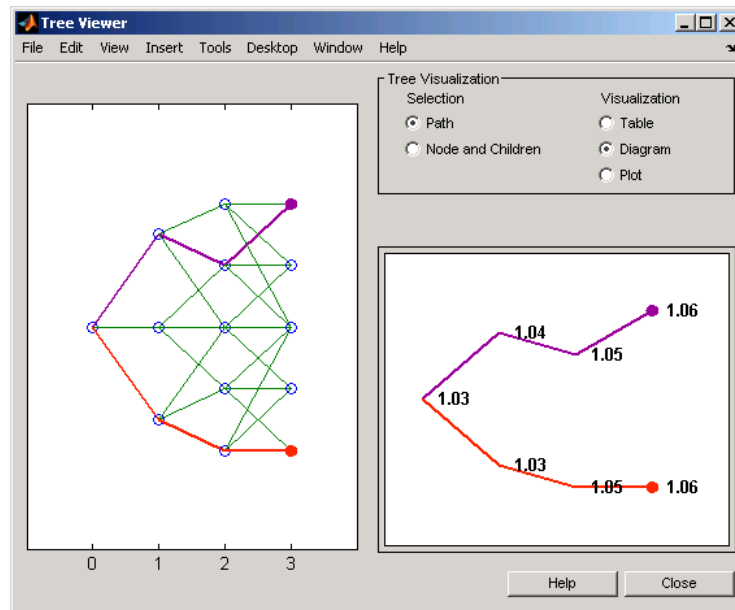 Tree Viewer
File Edit View Insert Tools Desktop Window Help
Tree Visualization
Selection
Path
Node and Children
Visualization
Table
Diagram
Plot
0 1 2 3
1.06
1.04
1.05
1.03
1.03
1.05 1.06
Help Close